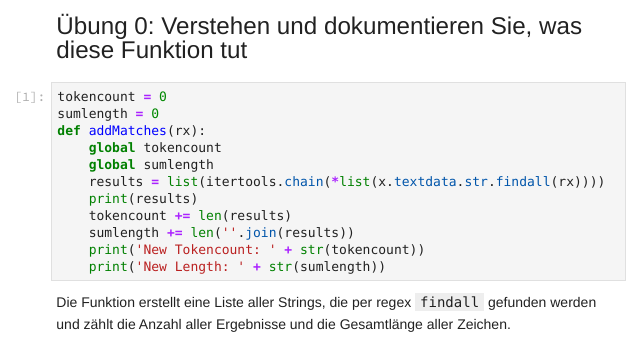 Übung 0: Verstehen und dokumentieren Sie, was
diese Funktion tut
[1]: tokencount = 0
sumlength = 0
def addMatches(rx):
    global tokencount
    global sumlength
    results = list(itertools.chain(*list(x.textdata.str.findall(rx))))
    print(results)
    tokencount += len(results)
    sumlength += len(''.join(results))
    print('New Tokencount: ' + str(tokencount))
    print('New Length: ' + str(sumlength))
Die Funktion erstellt eine Liste aller Strings, die per regex findall gefunden werden
und zählt die Anzahl aller Ergebnisse und die Gesamtlänge aller Zeichen.